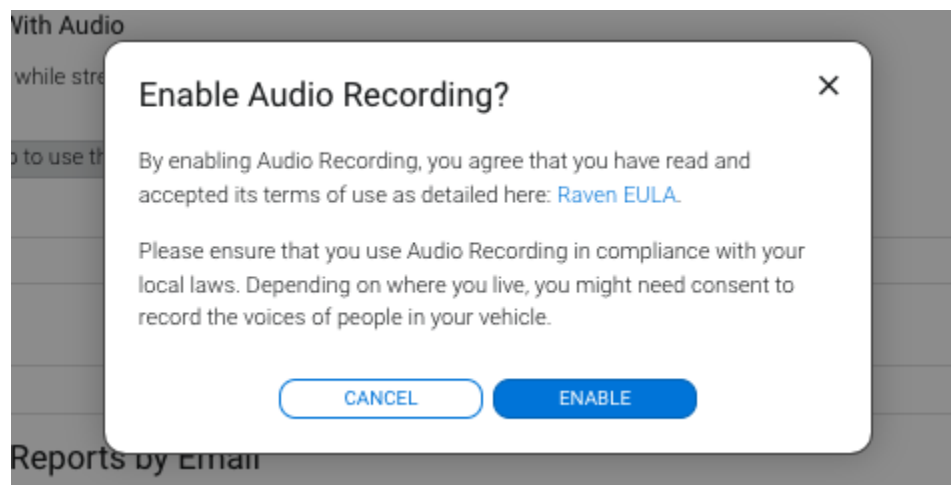 With Audio
while stre
Enable Audio Recording?
to use th
By enabling Audio Recording, you agree that you have read and
accepted its terms of use as detailed here: Raven EULA.
Please ensure that you use Audio Recording in compliance with your
local laws. Depending on where you live, you might need consent to
record the voices of people in your vehicle.
CANCEL ENABLE
Reports by Email